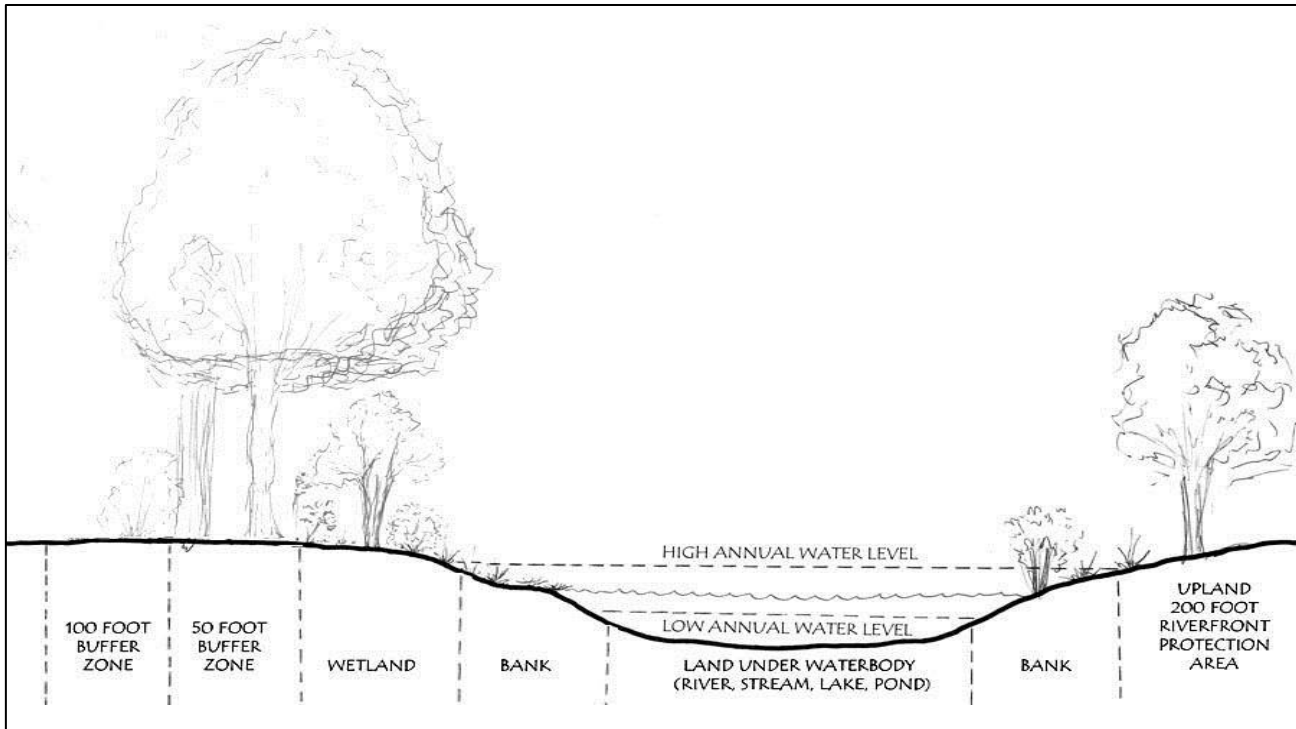 HIGH ANNUAL WATER LEVEL
LOW ANNUAL WATER LEVEL
100 FOOT
BUFFER
ZONE
50 FOOT
BUFFER
ZONE
WETLAND
BANK
LAND UNDER WATERBODY
(RIVER, STREAM, LAKE, POND)
BANK
UPLAND
200 FOOT
RIVERFRONT
PROTECTION
AREA